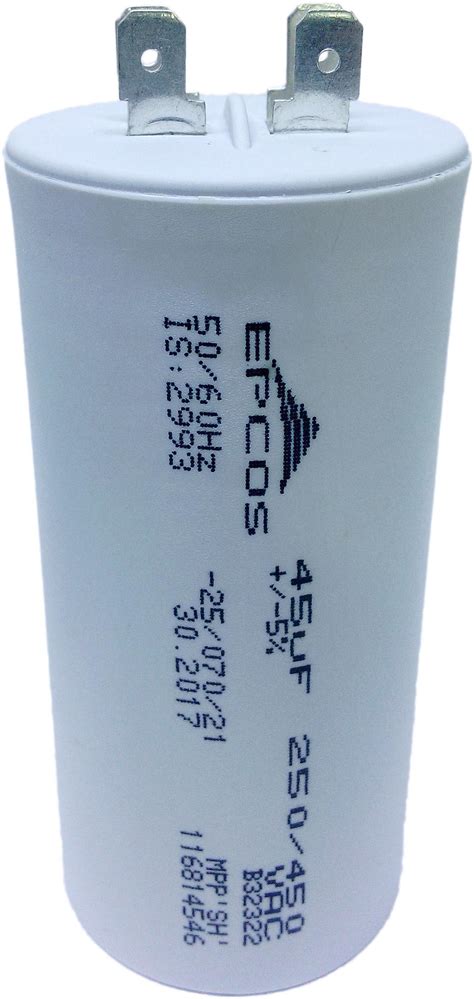 EPCOS 45uF 250/450
+/-5% VAC
B32322
50/60HZ -25/070/21 MPP'SH'
IS:2993 30.2017 116814546